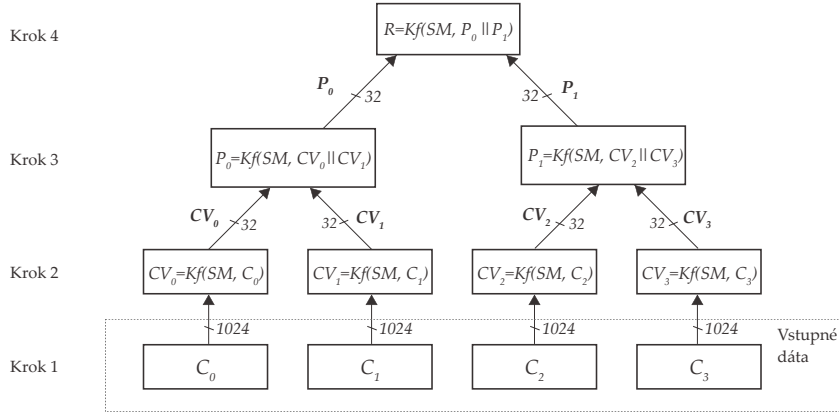 Krok 4
R=Kf(SM, P₀ || P₁)
P₀
32
32
P₁
Krok 3
P₀=Kf(SM, CV₀ || CV₁)
P₁=Kf(SM, CV₂ || CV₃)
CV₀
32
32
CV₁
CV₂
32
32
CV₃
Krok 2
CV₀=Kf(SM, C₀)
CV₁=Kf(SM, C₁)
CV₂=Kf(SM, C₂)
CV₃=Kf(SM, C₃)
1024
1024
1024
1024
Vstupné
dáta
Krok 1
C₀
C₁
C₂
C₃